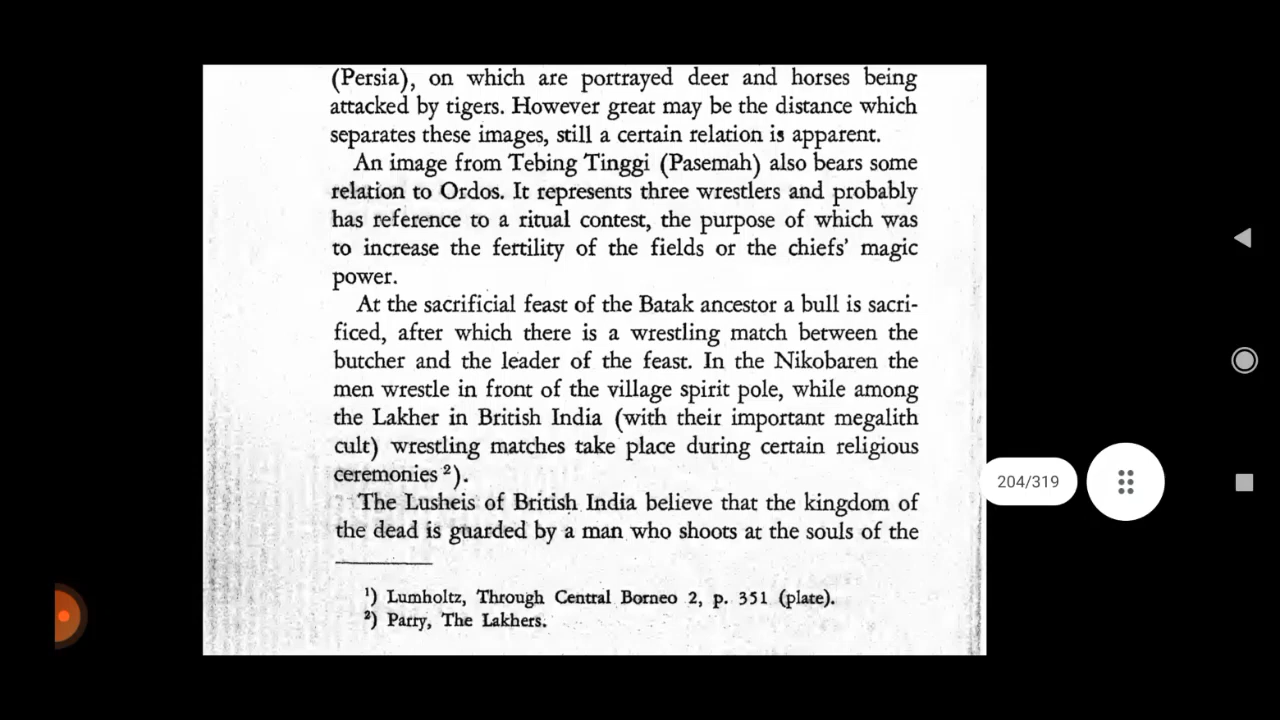 (Persia), on which are portrayed deer and horses being
attacked by tigers. However great may be the distance which
separates these images, still a certain relation is apparent.
An image from Tebing Tinggi (Pasemah) also bears some
relation to Ordos. It represents three wrestlers and probably
has reference to a ritual contest, the purpose of which was
to increase the fertility of the fields or the chiefs' magic
power.
At the sacrificial feast of the Batak ancestor a bull is sacri-
ficed, after which there is a wrestling match between the
butcher and the leader of the feast. In the Nikobaren the
men wrestle in front of the village spirit pole, while among
the Lakher in British India (with their important megalith
cult) wrestling matches take place during certain religious
ceremonies ²).
The Lusheis of British India believe that the kingdom of
the dead is guarded by a man who shoots at the souls of the
204/319
¹) Lumholtz, Through Central Borneo 2, p. 351 (plate).
²) Parry, The Lakhers.